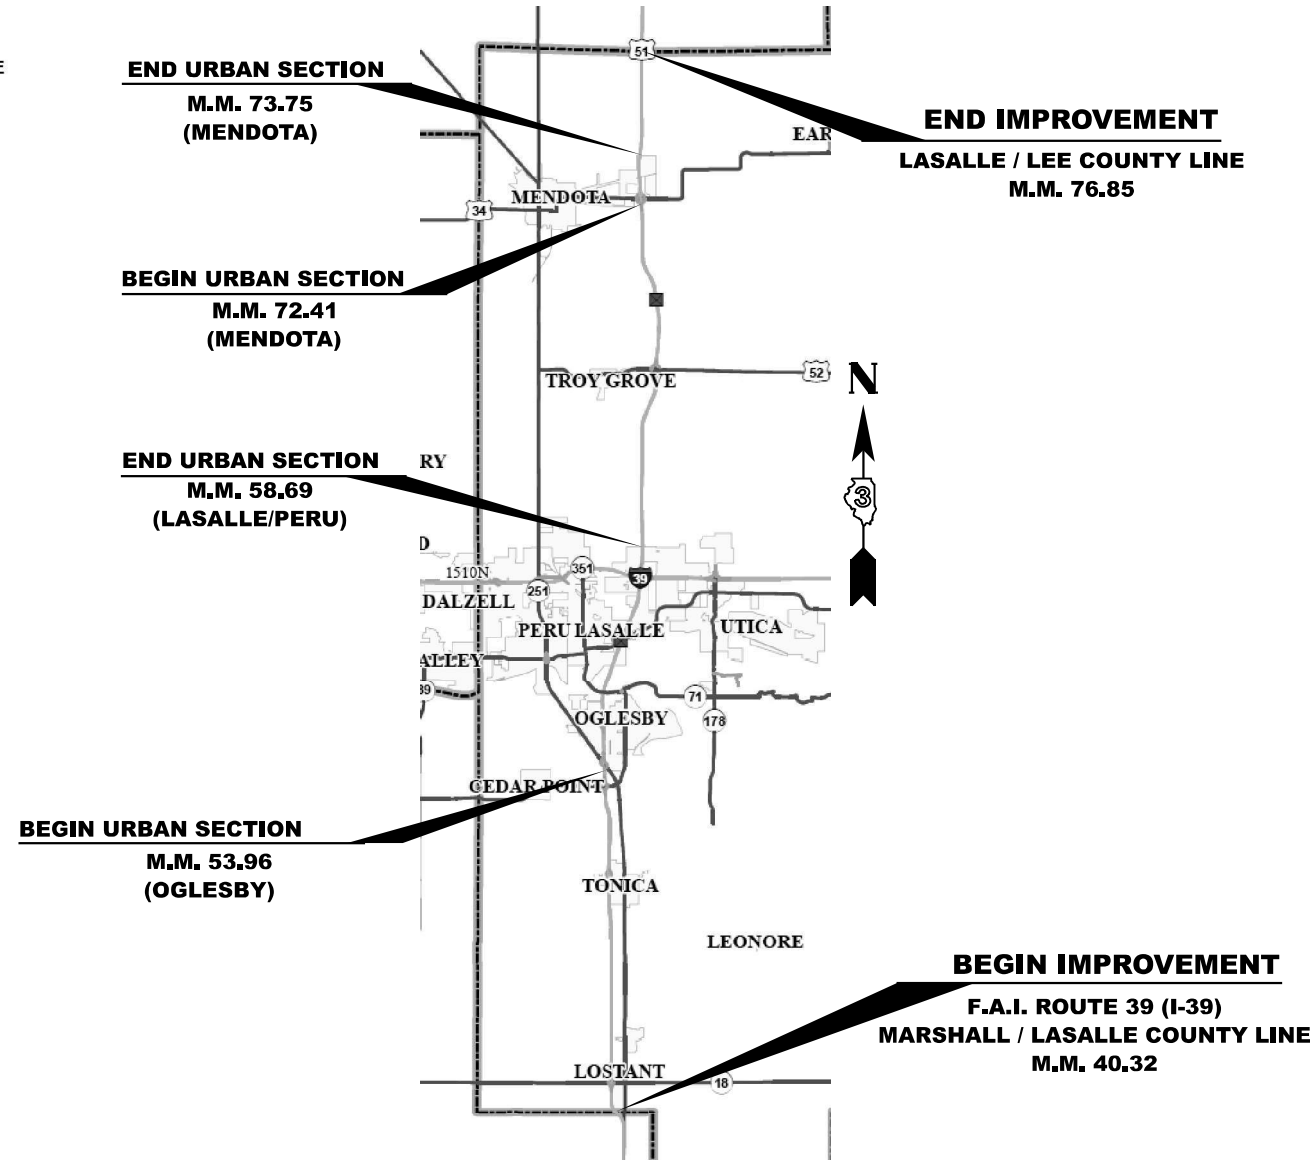 E
51
END URBAN SECTION
M.M. 73.75
(MENDOTA)
END IMPROVEMENT
LASALLE / LEE COUNTY LINE
M.M. 76.85
EAR
MENDOTA
34
BEGIN URBAN SECTION
M.M. 72.41
(MENDOTA)
TROY GROVE
52
N
3
END URBAN SECTION
M.M. 58.69
(LASALLE/PERU)
RY
D
1510N
351
39
251
DALZELL
PERU LASALLE
UTICA
ALLEY
89
71
178
OGLESBY
CEDAR POINT
BEGIN URBAN SECTION
M.M. 53.96
(OGLESBY)
TONICA
LEONORE
BEGIN IMPROVEMENT
F.A.I. ROUTE 39 (I-39)
MARSHALL / LASALLE COUNTY LINE
M.M. 40.32
LOSTANT
18